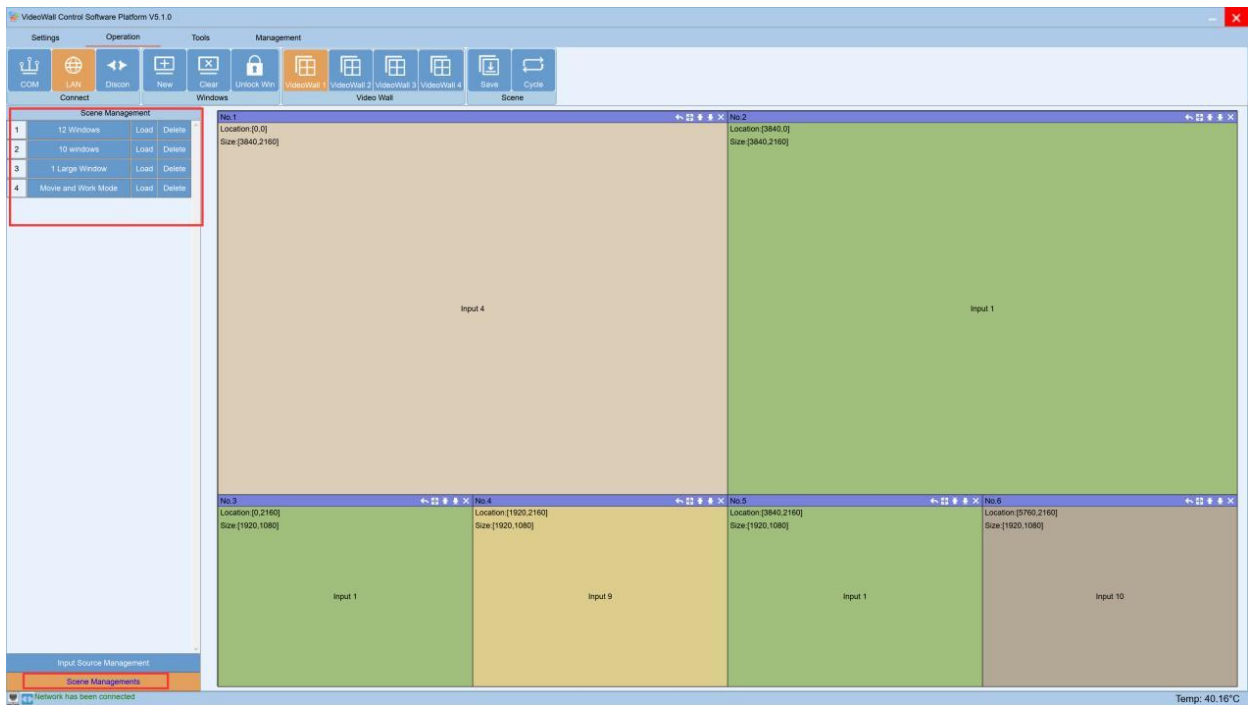 VideoWall Control Software Platform V5.1.0
Settings Operation Tools Management
COM LAN Discon New Clear Unlock Win VideoWall 1 VideoWall 2 VideoWall 3 VideoWall 4 Save Cycle
Connect Windows Video Wall Scene
Scene Management
1 12 Windows Load Delete
2 10 windows Load Delete
3 1 Large Window Load Delete
4 Movie and Work Mode Load Delete
No.1
Location:[0,0]
Size:[3840,2160]
Input 4
No.2
Location:[3840,0]
Size:[3840,2160]
Input 1
No.3
Location:[0,2160]
Size:[1920,1080]
Input 1
No.4
Location:[1920,2160]
Size:[1920,1080]
Input 9
No.5
Location:[3840,2160]
Size:[1920,1080]
Input 1
No.6
Location:[5760,2160]
Size:[1920,1080]
Input 10
Input Source Management
Scene Managements
Network has been connected
Temp: 40.16°C